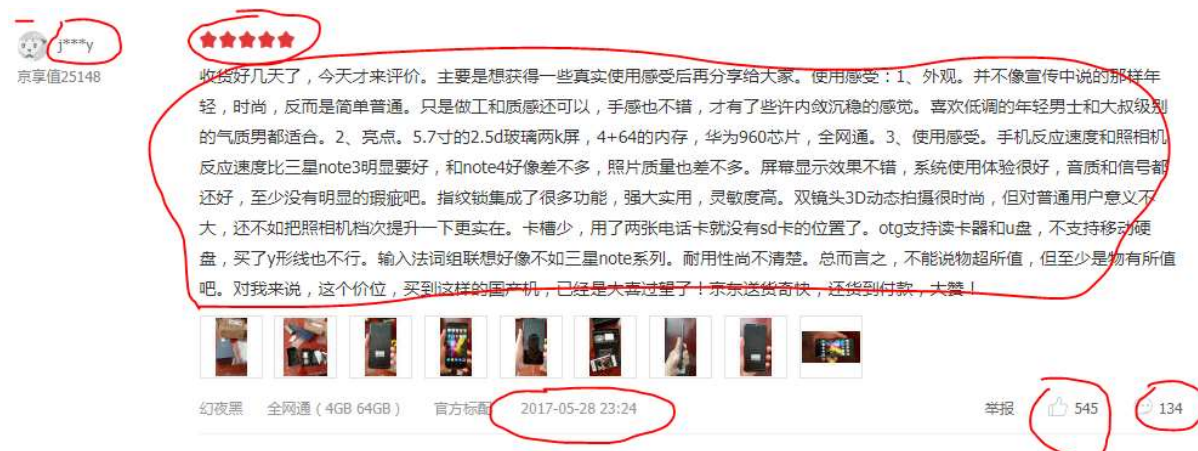 j***y
京享值25148
收货好几天了，今天才来评价。主要是想获得一些真实使用感受后再分享给大家。使用感受：1、外观。并不像宣传中说的那样年
轻，时尚，反而是简单普通。只是做工和质感还可以，手感也不错，才有了些许内敛沉稳的感觉。喜欢低调的年轻男士和大叔级别
的气质男都适合。2、亮点。5.7寸的2.5d玻璃两k屏，4+64的内存，华为960芯片，全网通。3、使用感受。手机反应速度和照相机
反应速度比三星note3明显要好，和note4好像差不多，照片质量也差不多。屏幕显示效果不错，系统使用体验很好，音质和信号都
还好，至少没有明显的瑕疵吧。指纹锁集成了很多功能，强大实用，灵敏度高。双镜头3D动态拍摄很时尚，但对普通用户意义不
大，还不如把照相机档次提升一下更实在。卡槽少，用了两张电话卡就没有sd卡的位置了。otg支持读卡器和u盘，不支持移动硬
盘，买了y形线也不行。输入法词组联想好像不如三星note系列。耐用性尚不清楚。总而言之，不能说物超所值，但至少是物有所值
吧。对我来说，这个价位，买到这样的国产机，已经是大喜过望了！京东送货奇快，还货到付款，大赞！
幻夜黑 全网通（4GB 64GB） 官方标配 2017-05-28 23:24 举报 545 134